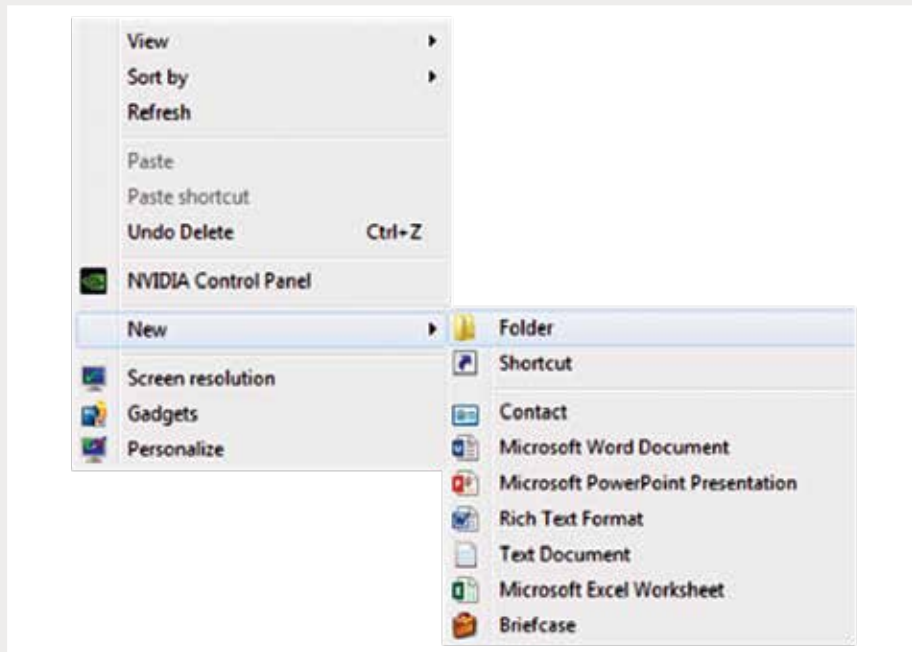 View
Sort by
Refresh
Paste
Paste shortcut
Undo Delete Ctrl+Z
NVIDIA Control Panel
New
Screen resolution
Gadgets
Personalize
Folder
Shortcut
Contact
Microsoft Word Document
Microsoft PowerPoint Presentation
Rich Text Format
Text Document
Microsoft Excel Worksheet
Briefcase